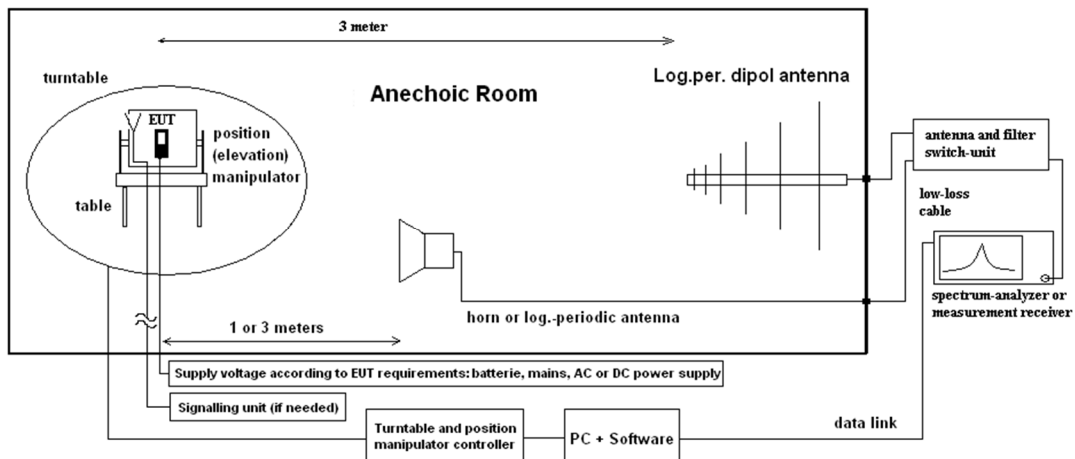 3 meter
turntable
Log.per. dipol antenna
Anechoic Room
EUT
position
(elevation)
manipulator
table
antenna and filter
switch-unit
low-loss
cable
spectrum-analyzer or
measurement receiver
horn or log.-periodic antenna
1 or 3 meters
Supply voltage according to EUT requirements: batterie, mains, AC or DC power supply
Signalling unit (if needed)
Turntable and position
manipulator controller
PC + Software
data link